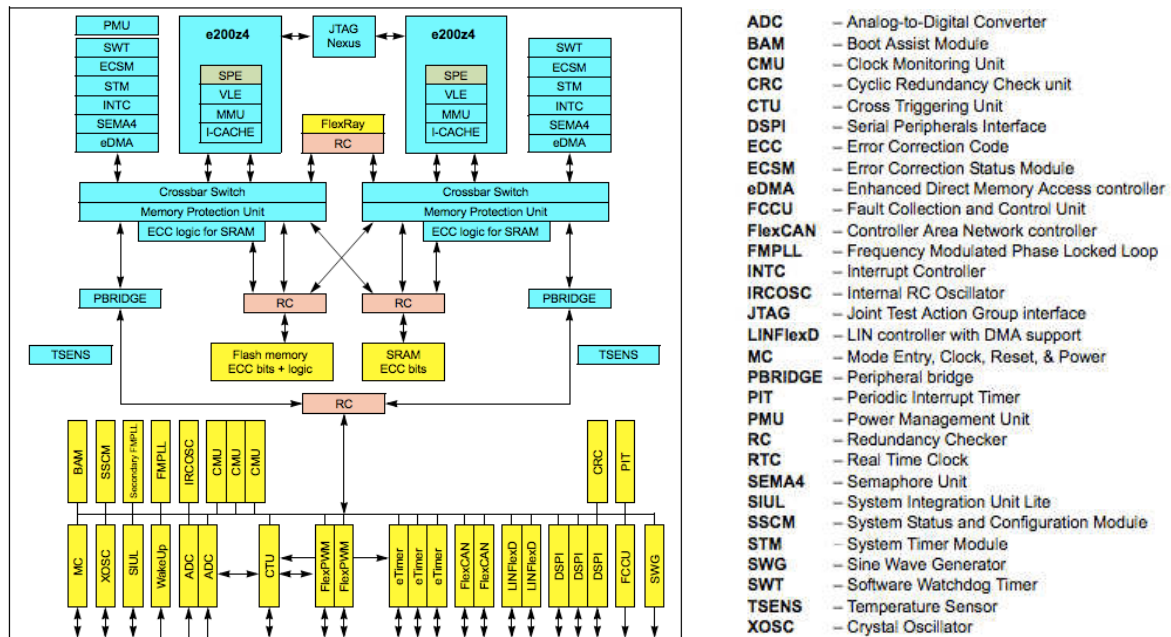 PMU
SWT
ECSM
STM
INTC
SEMA4
eDMA
e200z4
SPE
VLE
MMU
I-CACHE
JTAG
Nexus
FlexRay
RC
e200z4
SPE
VLE
MMU
I-CACHE
SWT
ECSM
STM
INTC
SEMA4
eDMA
Crossbar Switch
Memory Protection Unit
ECC logic for SRAM
Crossbar Switch
Memory Protection Unit
ECC logic for SRAM
PBRIDGE
RC
RC
PBRIDGE
TSENS
Flash memory
ECC bits + logic
SRAM
ECC bits
TSENS
RC
BAM
SSCM
Secondary FMPLL
FMPLL
IRCOSC
CMU
CMU
CMU
CRC
PIT
MC
XOSC
SIUL
WakeUp
ADC
ADC
CTU
FlexPWM
FlexPWM
eTimer
eTimer
eTimer
FlexCAN
FlexCAN
LINFlexD
LINFlexD
DSPI
DSPI
DSPI
FCCU
SWG
ADC – Analog-to-Digital Converter
BAM – Boot Assist Module
CMU – Clock Monitoring Unit
CRC – Cyclic Redundancy Check unit
CTU – Cross Triggering Unit
DSPI – Serial Peripherals Interface
ECC – Error Correction Code
ECSM – Error Correction Status Module
eDMA – Enhanced Direct Memory Access controller
FCCU – Fault Collection and Control Unit
FlexCAN – Controller Area Network controller
FMPLL – Frequency Modulated Phase Locked Loop
INTC – Interrupt Controller
IRCOSC – Internal RC Oscillator
JTAG – Joint Test Action Group interface
LINFlexD – LIN controller with DMA support
MC – Mode Entry, Clock, Reset, & Power
PBRIDGE – Peripheral bridge
PIT – Periodic Interrupt Timer
PMU – Power Management Unit
RC – Redundancy Checker
RTC – Real Time Clock
SEMA4 – Semaphore Unit
SIUL – System Integration Unit Lite
SSCM – System Status and Configuration Module
STM – System Timer Module
SWG – Sine Wave Generator
SWT – Software Watchdog Timer
TSENS – Temperature Sensor
XOSC – Crystal Oscillator